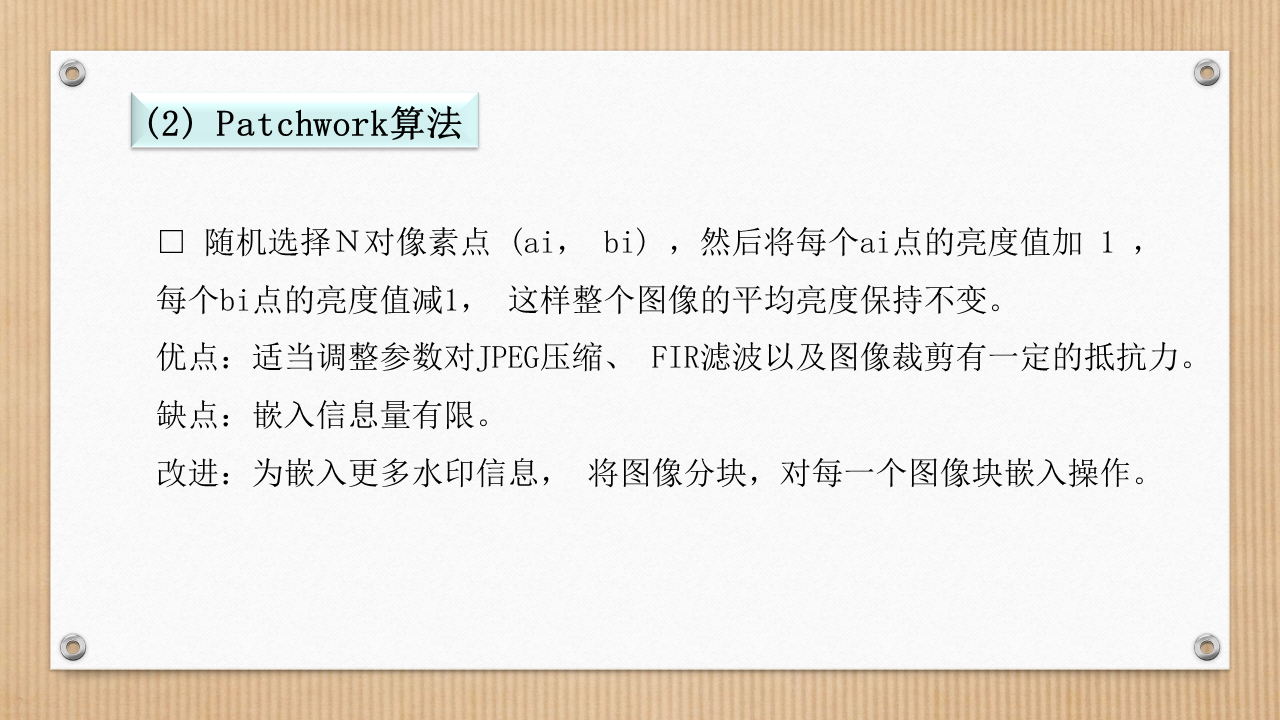 (2) Patchwork算法
□ 随机选择N对像素点 (ai, bi) ,然后将每个ai点的亮度值加 1 ,
每个bi点的亮度值减1, 这样整个图像的平均亮度保持不变。
优点：适当调整参数对JPEG压缩、 FIR滤波以及图像裁剪有一定的抵抗力。
缺点：嵌入信息量有限。
改进：为嵌入更多水印信息， 将图像分块，对每一个图像块嵌入操作。